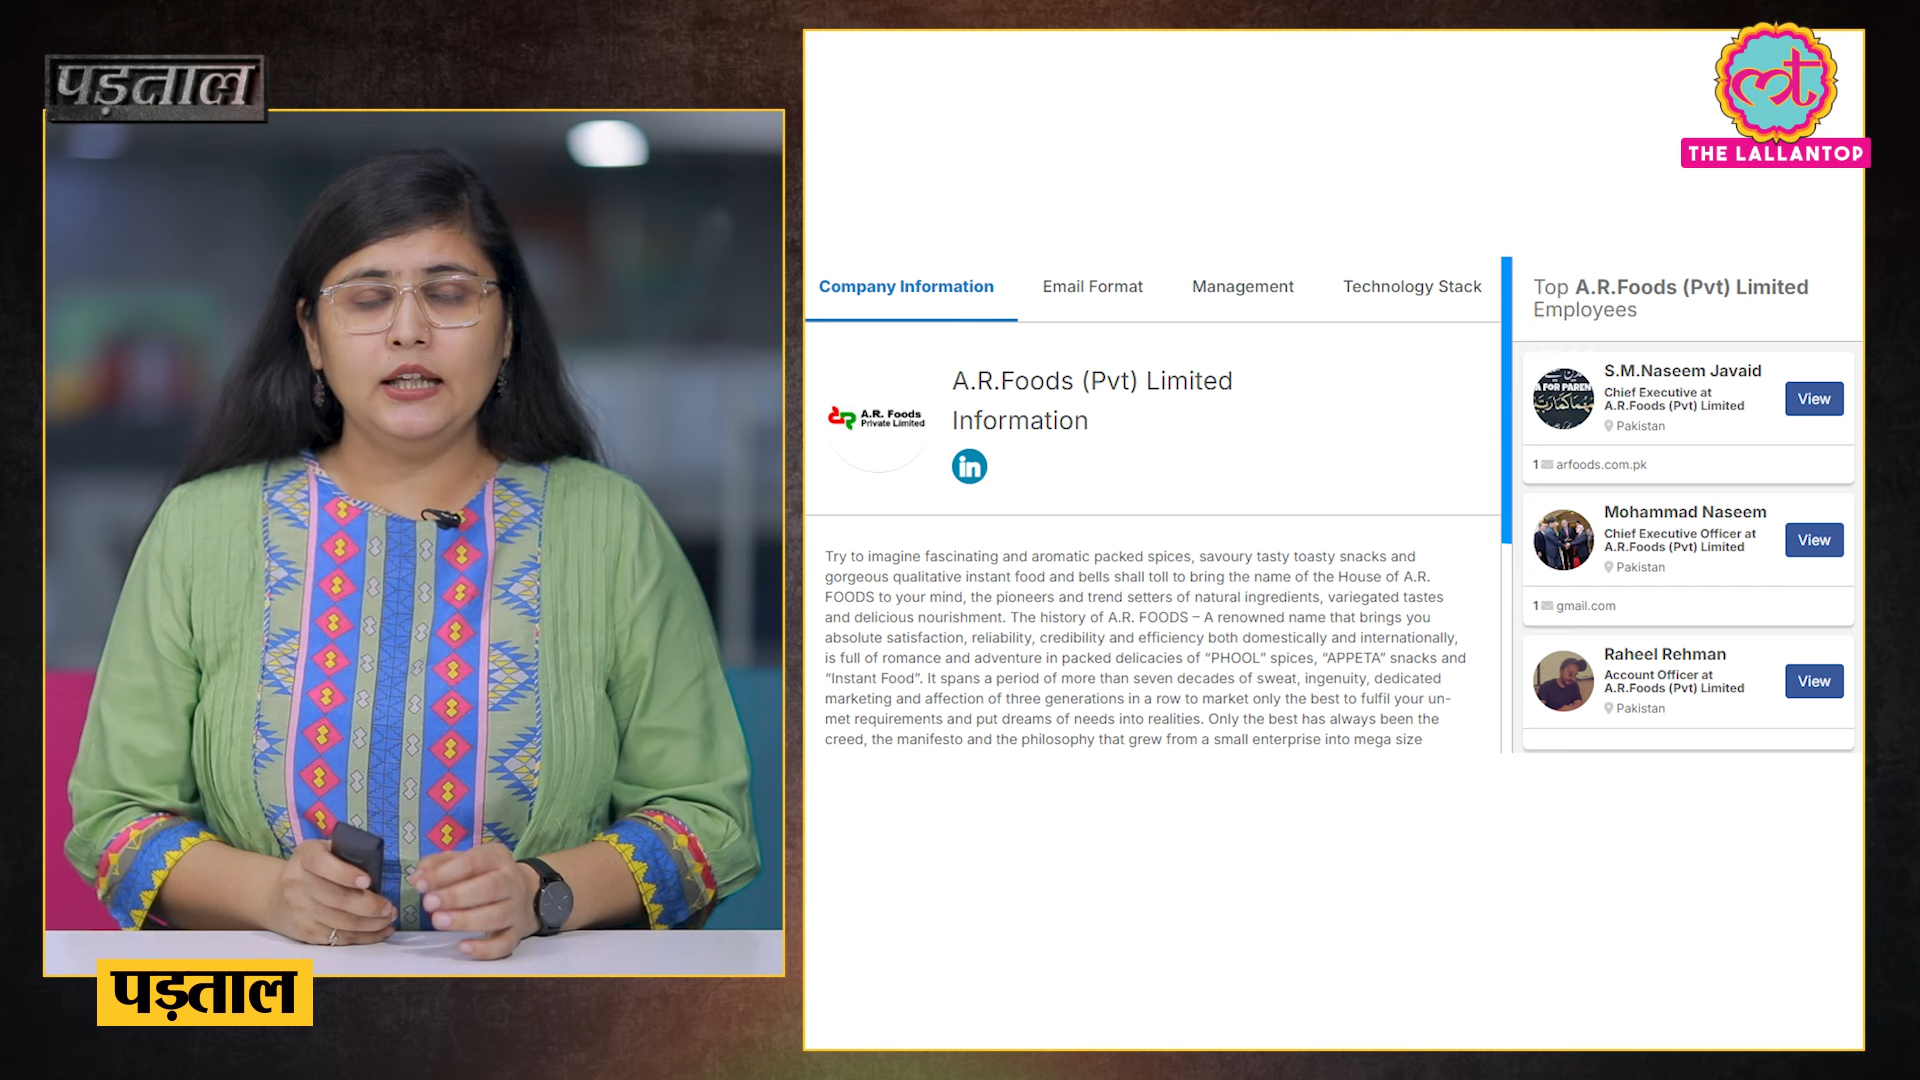 पड़ताल
THE LALLANTOP
Company Information
Email Format
Management
Technology Stack
A.R. Foods
Private Limited
A.R.Foods (Pvt) Limited
Information
in
Try to imagine fascinating and aromatic packed spices, savoury tasty toasty snacks and
gorgeous qualitative instant food and bells shall toll to bring the name of the House of A.R.
FOODS to your mind, the pioneers and trend setters of natural ingredients, variegated tastes
and delicious nourishment. The history of A.R. FOODS – A renowned name that brings you
absolute satisfaction, reliability, credibility and efficiency both domestically and internationally,
is full of romance and adventure in packed delicacies of “PHOOL” spices, “APPETA” snacks and
“Instant Food”. It spans a period of more than seven decades of sweat, ingenuity, dedicated
marketing and affection of three generations in a row to market only the best to fulfil your un-
met requirements and put dreams of needs into realities. Only the best has always been the
creed, the manifesto and the philosophy that grew from a small enterprise into mega size
Top A.R.Foods (Pvt) Limited
Employees
A FOR PAREN
S.M.Naseem Javaid
Chief Executive at
A.R.Foods (Pvt) Limited
Pakistan
View
1 arfoods.com.pk
Mohammad Naseem
Chief Executive Officer at
A.R.Foods (Pvt) Limited
Pakistan
View
1 gmail.com
Raheel Rehman
Account Officer at
A.R.Foods (Pvt) Limited
Pakistan
View
पड़ताल